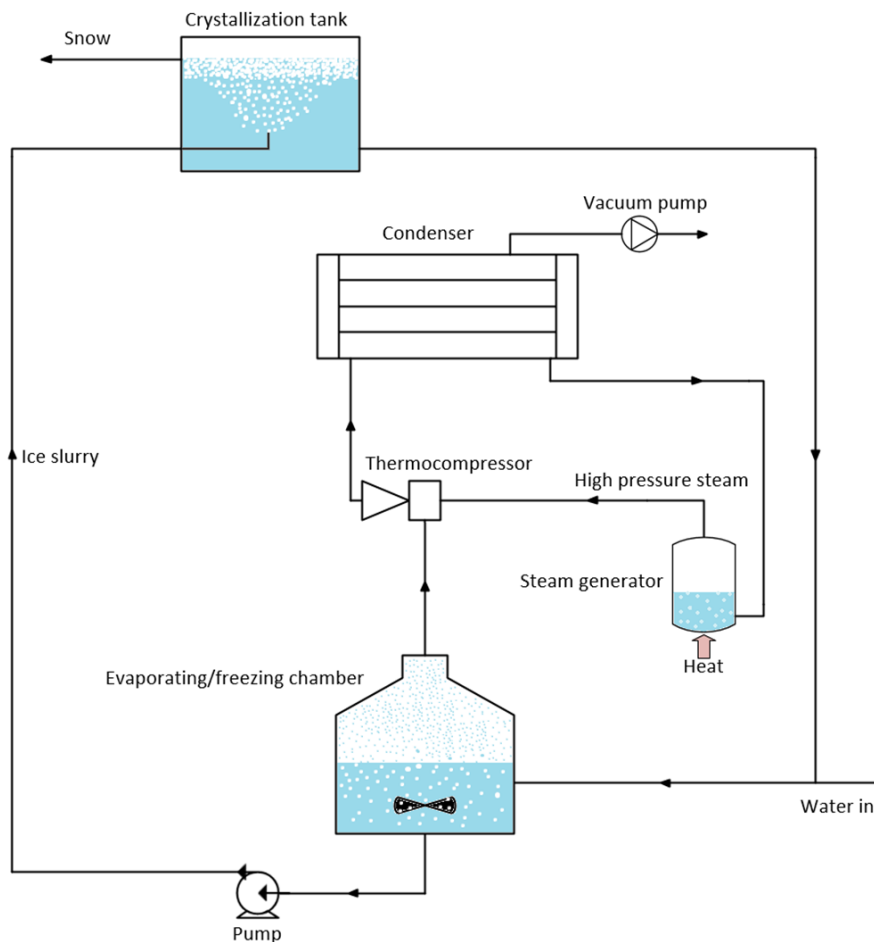 Crystallization tank
Snow
Vacuum pump
Condenser
Ice slurry
Thermocompressor
High pressure steam
Steam generator
Heat
Evaporating/freezing chamber
Water in
Pump